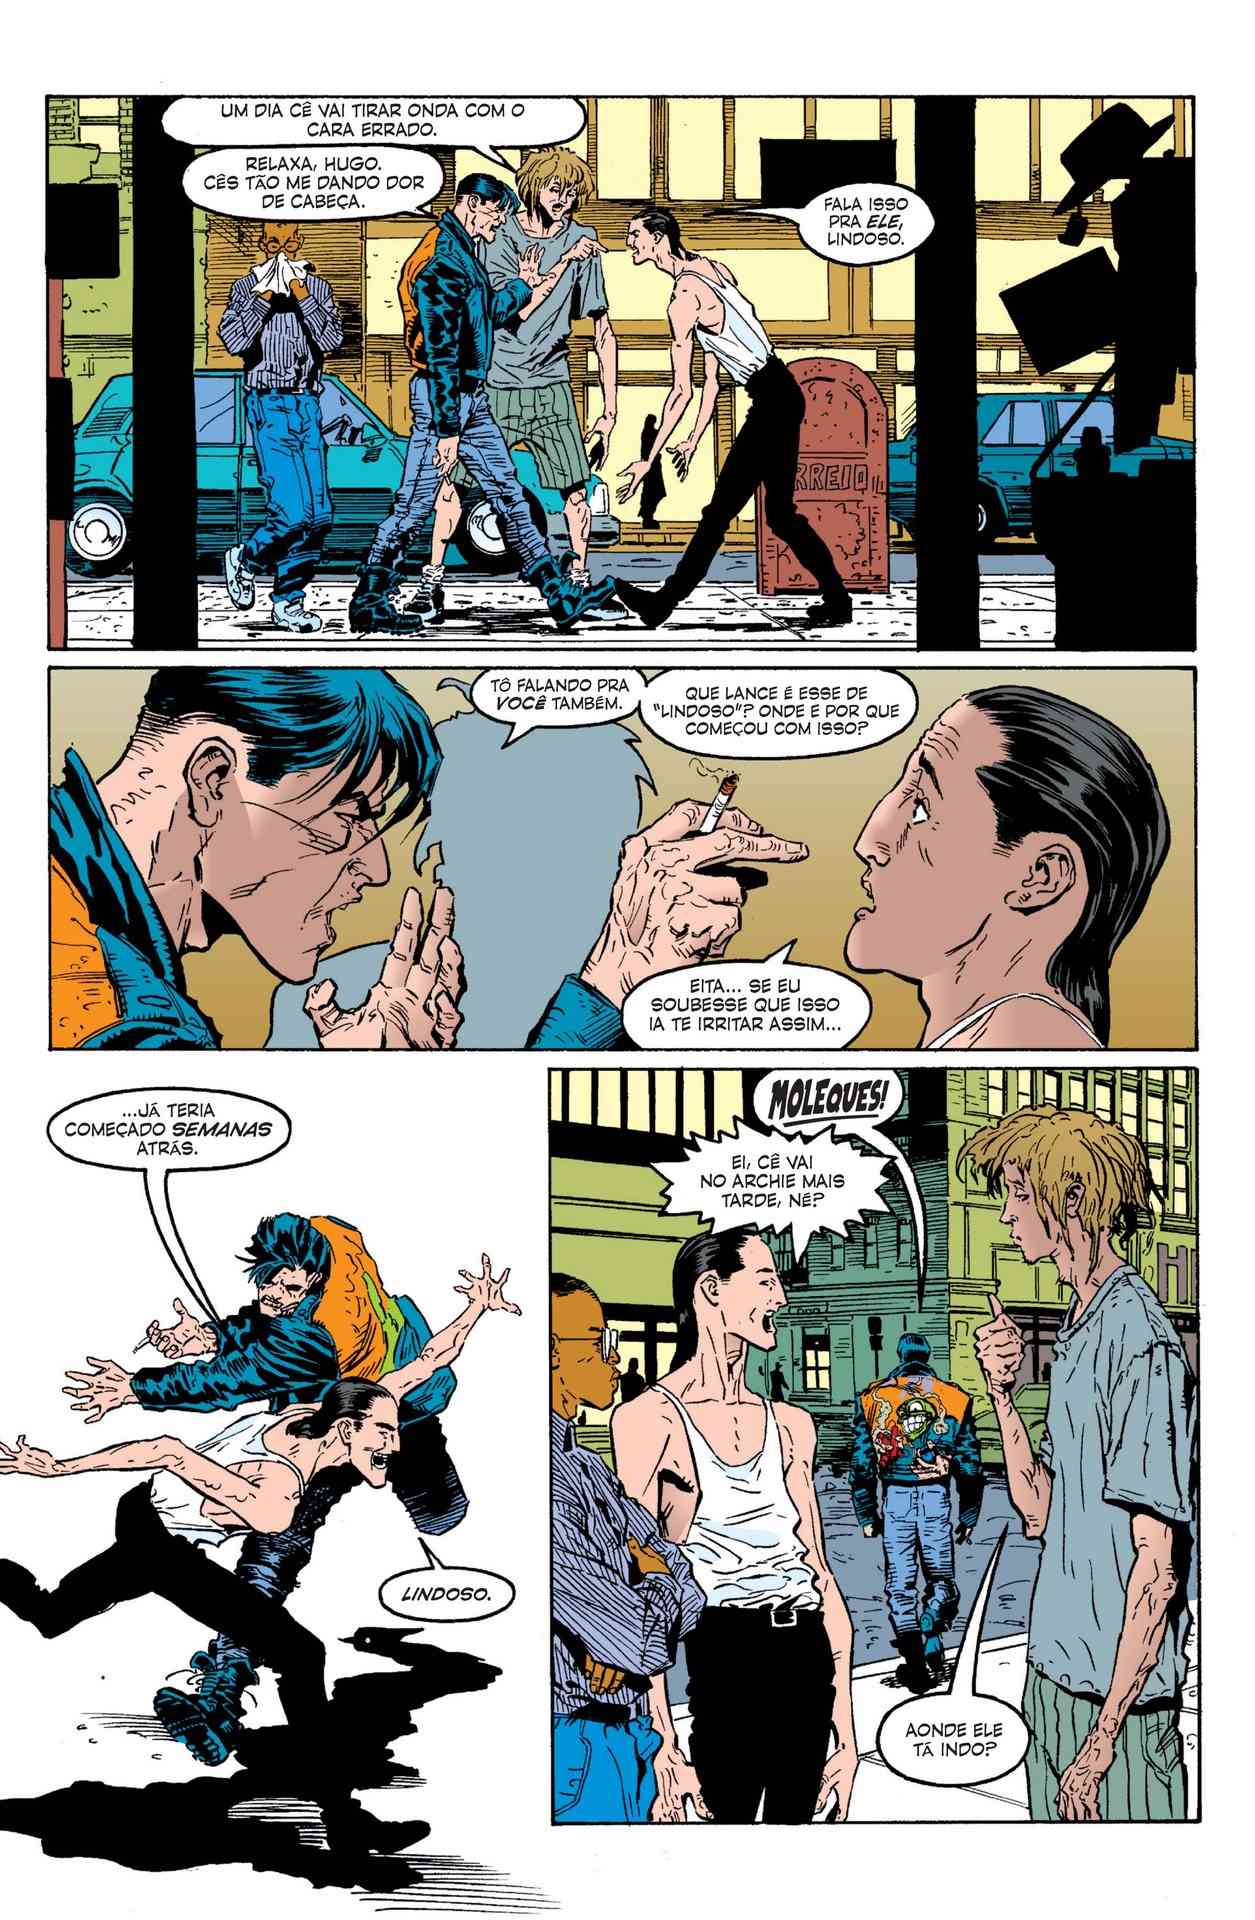 UM DIA CÊ VAI TIRAR ONDA COM O
CARA ERRADO.
RELAXA, HUGO.
CÊS TÃO ME DANDO DOR
DE CABEÇA.
FALA ISSO
PRA ELE,
LINDOSO.
RREIO
TÔ FALANDO PRA
VOCÊ TAMBÉM.
QUE LANCE É ESSE DE
"LINDOSO"? ONDE E POR QUE
COMEÇOU COM ISSO?
EITA... SE EU
SOUBESSE QUE ISSO
IA TE IRRITAR ASSIM...
...JÁ TERIA
COMEÇADO SEMANAS
ATRÁS.
LINDOSO.
MOLEQUES!
EI, CÊ VAI
NO ARCHIE MAIS
TARDE, NÉ?
AONDE ELE
TÁ INDO?